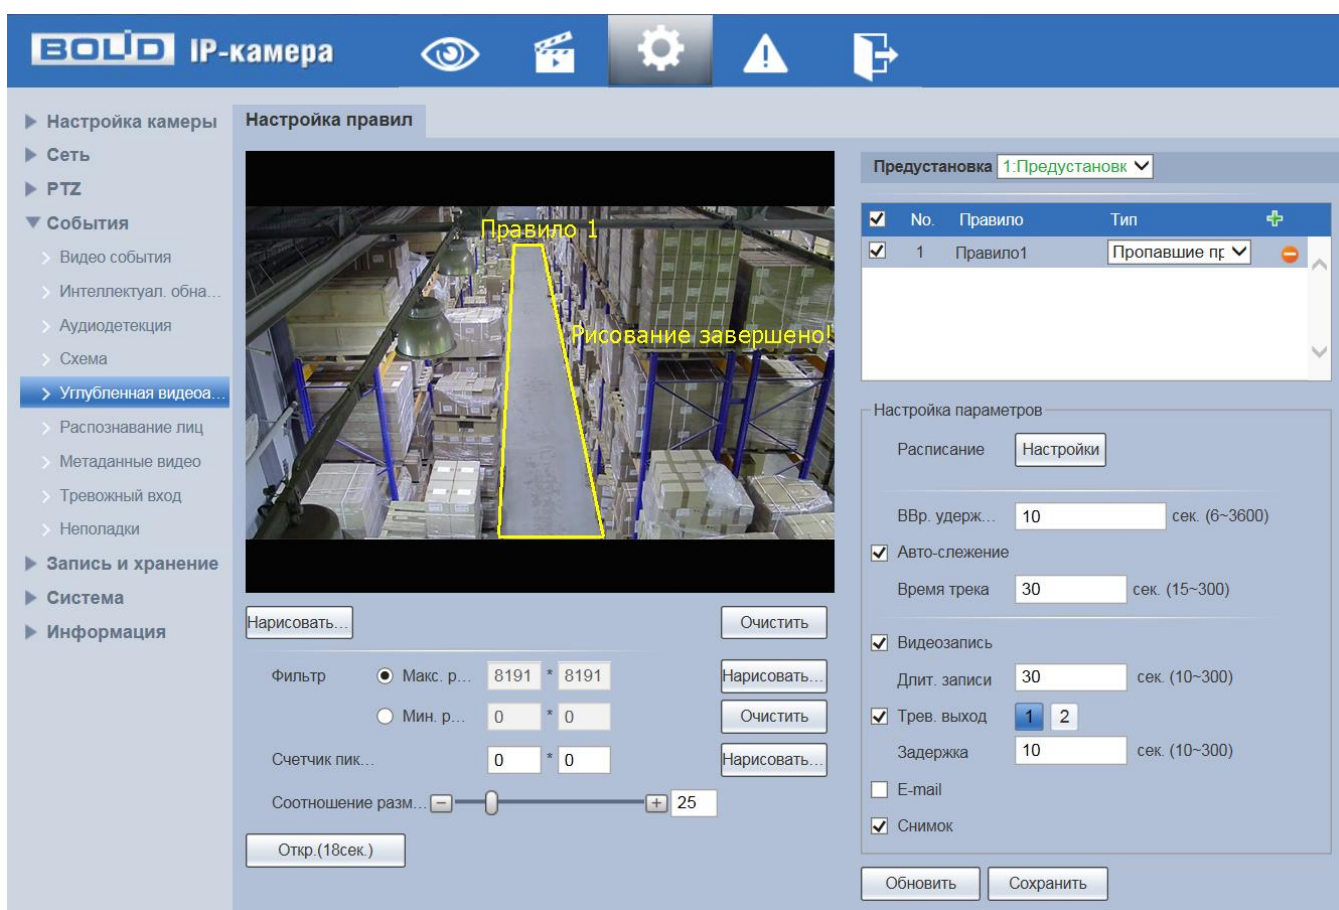 BOLID IP-камера
Настройка камеры
Сеть
PTZ
События
Видео события
Интеллектуал. обна...
Аудиодетекция
Схема
Углубленная видеоа...
Распознавание лиц
Метаданные видео
Тревожный вход
Неполадки
Запись и хранение
Система
Информация
Настройка правил
Правило 1
Рисование завершено!
Нарисовать... Очистить
Фильтр Макс. р... 8191 * 8191 Нарисовать...
Мин. р... 0 * 0 Очистить
Счетчик пик... 0 * 0 Нарисовать...
Соотношение разм... 25
Откр.(18сек.)
Предустановка 1:Предустановк
No. Правило Тип
1 Правило1 Пропавшие пр
Настройка параметров
Расписание Настройки
ВВр. удерж... 10 сек. (6~3600)
Авто-слежение
Время трека 30 сек. (15~300)
Видеозапись
Длит. записи 30 сек. (10~300)
Трев. выход 1 2
Задержка 10 сек. (10~300)
E-mail
Снимок
Обновить Сохранить